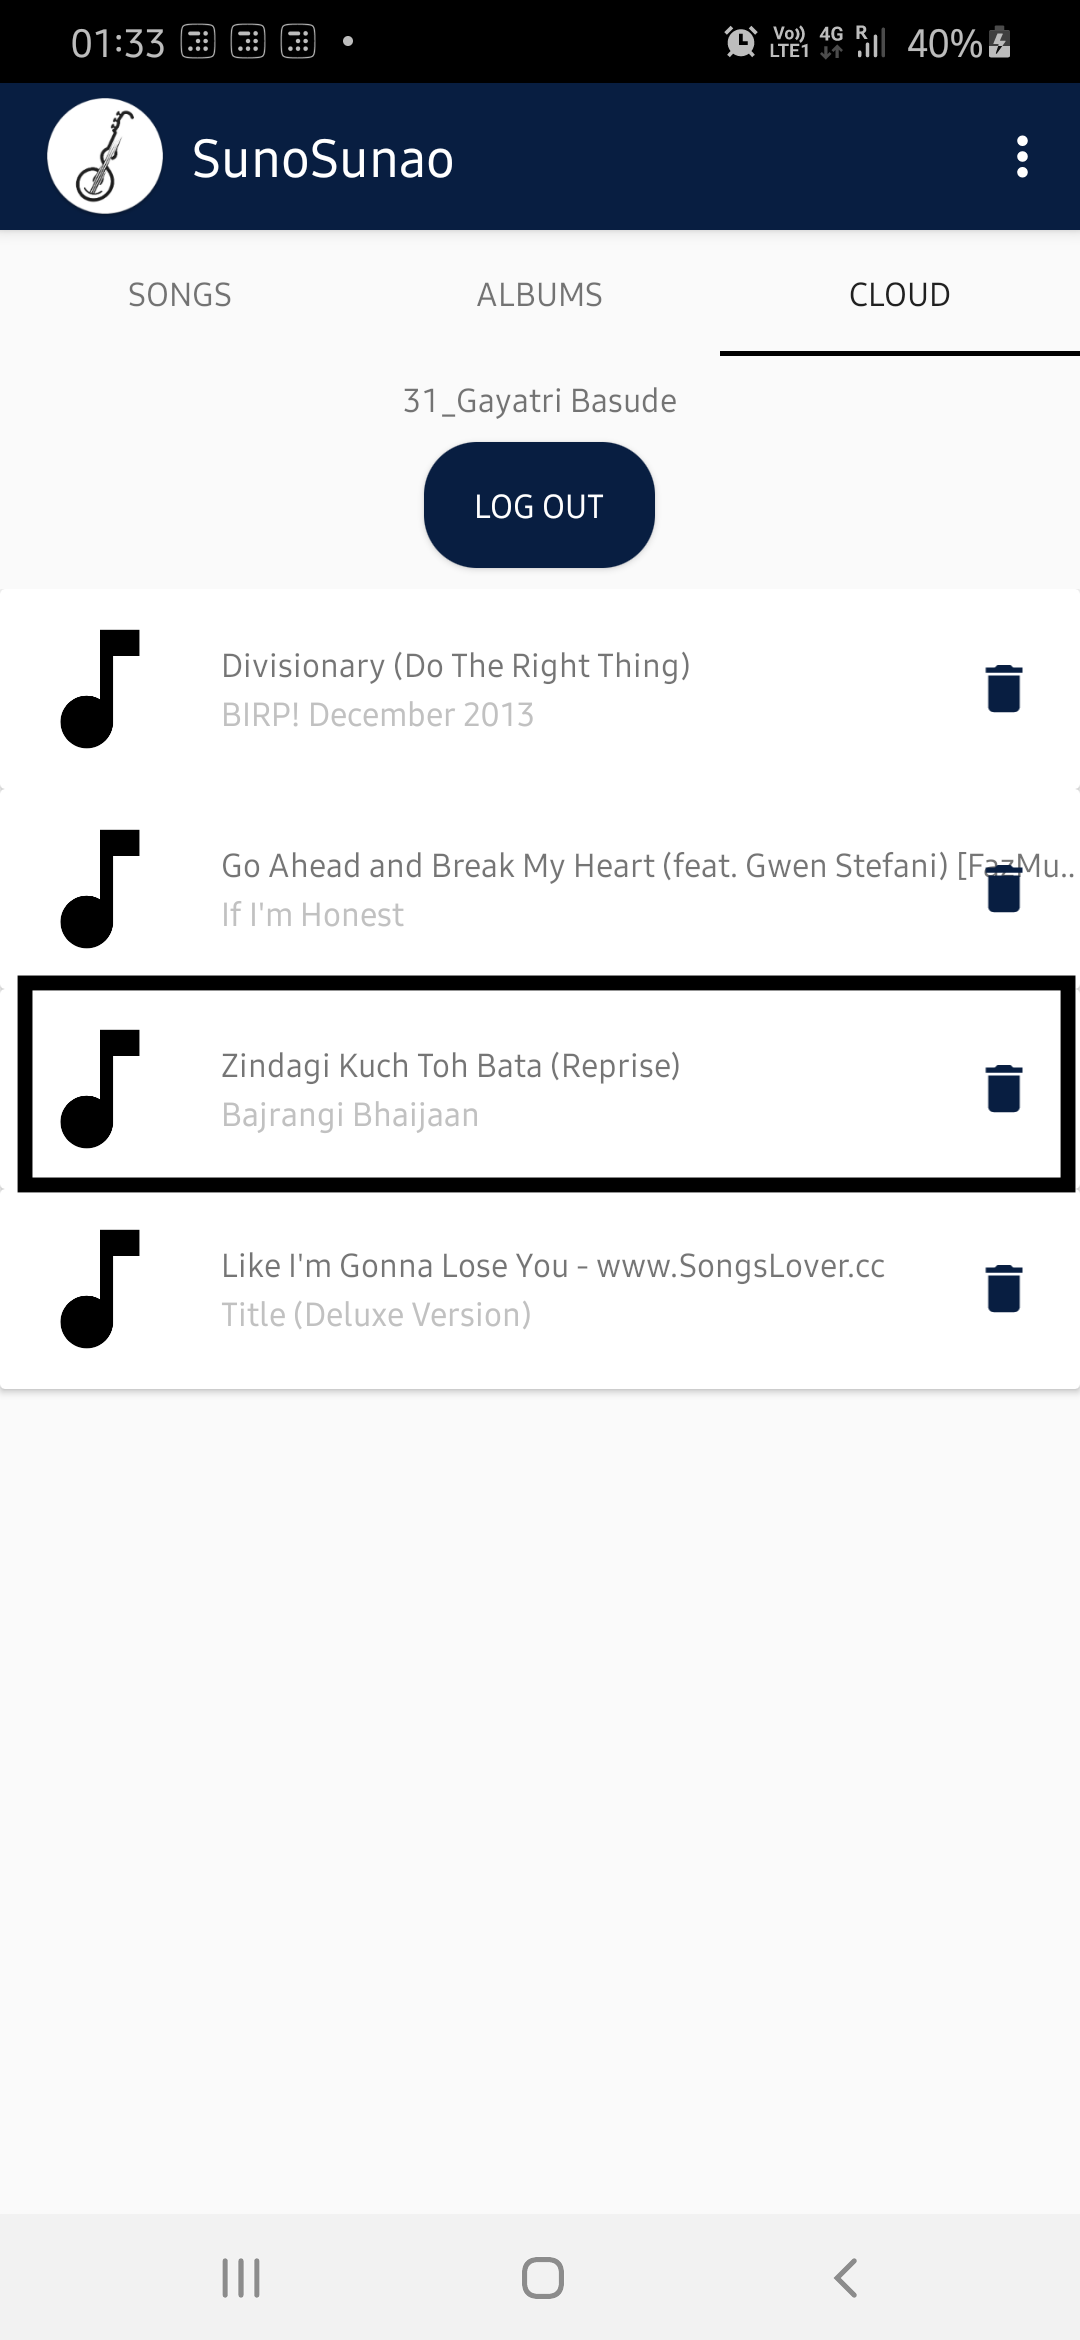 01:33
Vo)) LTE1 4G R 40%
SunoSunao
SONGS ALBUMS CLOUD
31_Gayatri Basude
LOG OUT
Divisionary (Do The Right Thing)
BIRP! December 2013
Go Ahead and Break My Heart (feat. Gwen Stefani) [FazMu..
If I'm Honest
Zindagi Kuch Toh Bata (Reprise)
Bajrangi Bhaijaan
Like I'm Gonna Lose You - www.SongsLover.cc
Title (Deluxe Version)